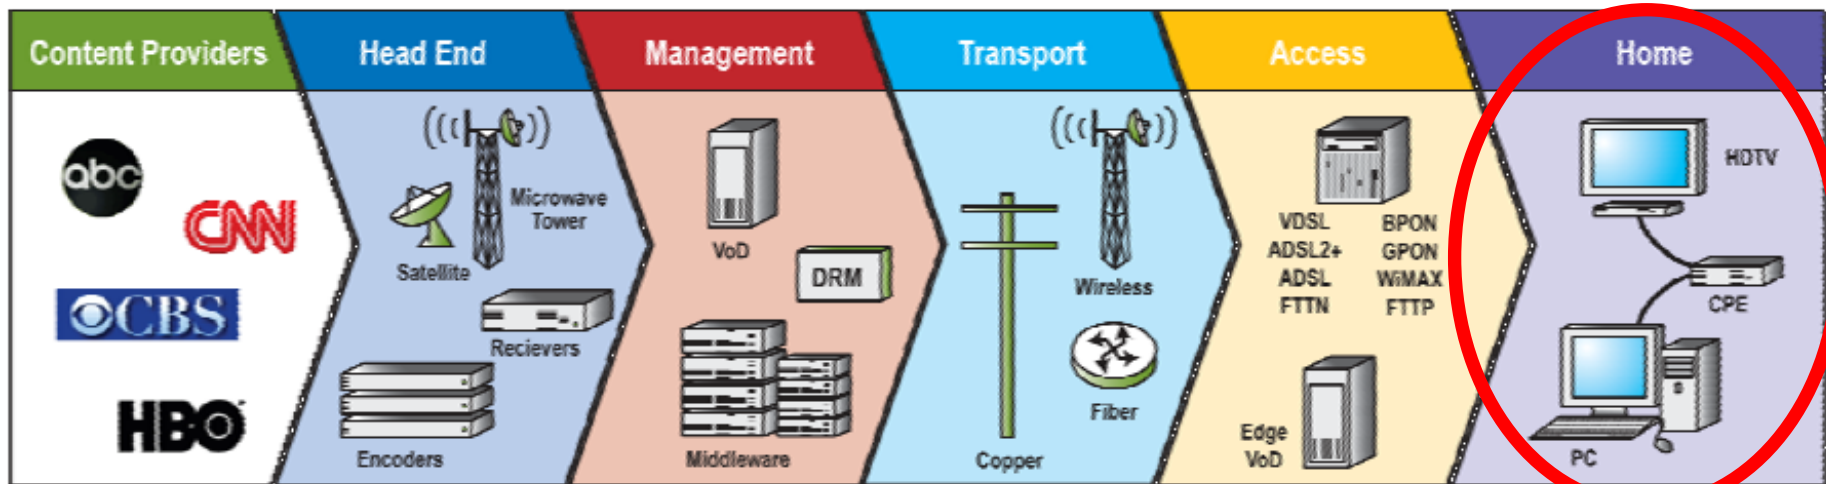 Content Providers
Head End
Management
Transport
Access
Home
abc
CNN
CBS
HBO
Microwave
Tower
Satellite
Recievers
Encoders
VoD
DRM
Middleware
Wireless
Fiber
Copper
VDSL BPON
ADSL2+ GPON
ADSL WiMAX
FTTN FTTP
Edge
VoD
HDTV
CPE
PC